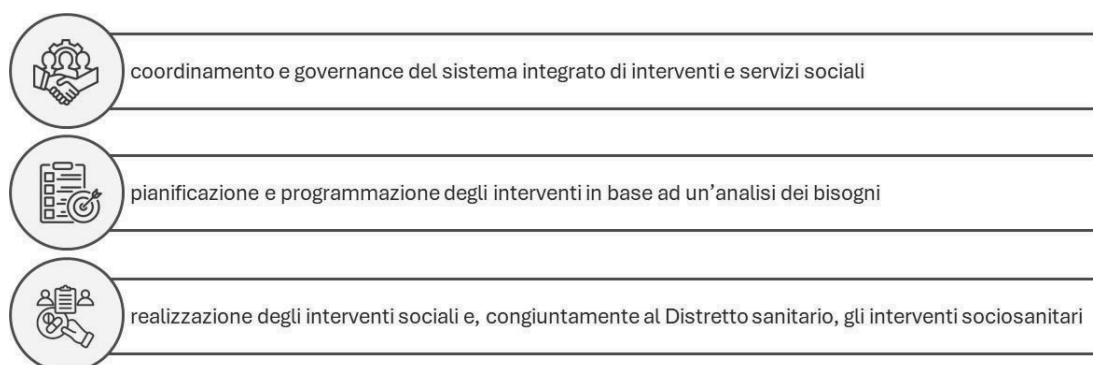 coordinamento e governance del sistema integrato di interventi e servizi sociali
pianificazione e programmazione degli interventi in base ad un’analisi dei bisogni
realizzazione degli interventi sociali e, congiuntamente al Distretto sanitario, gli interventi sociosanitari